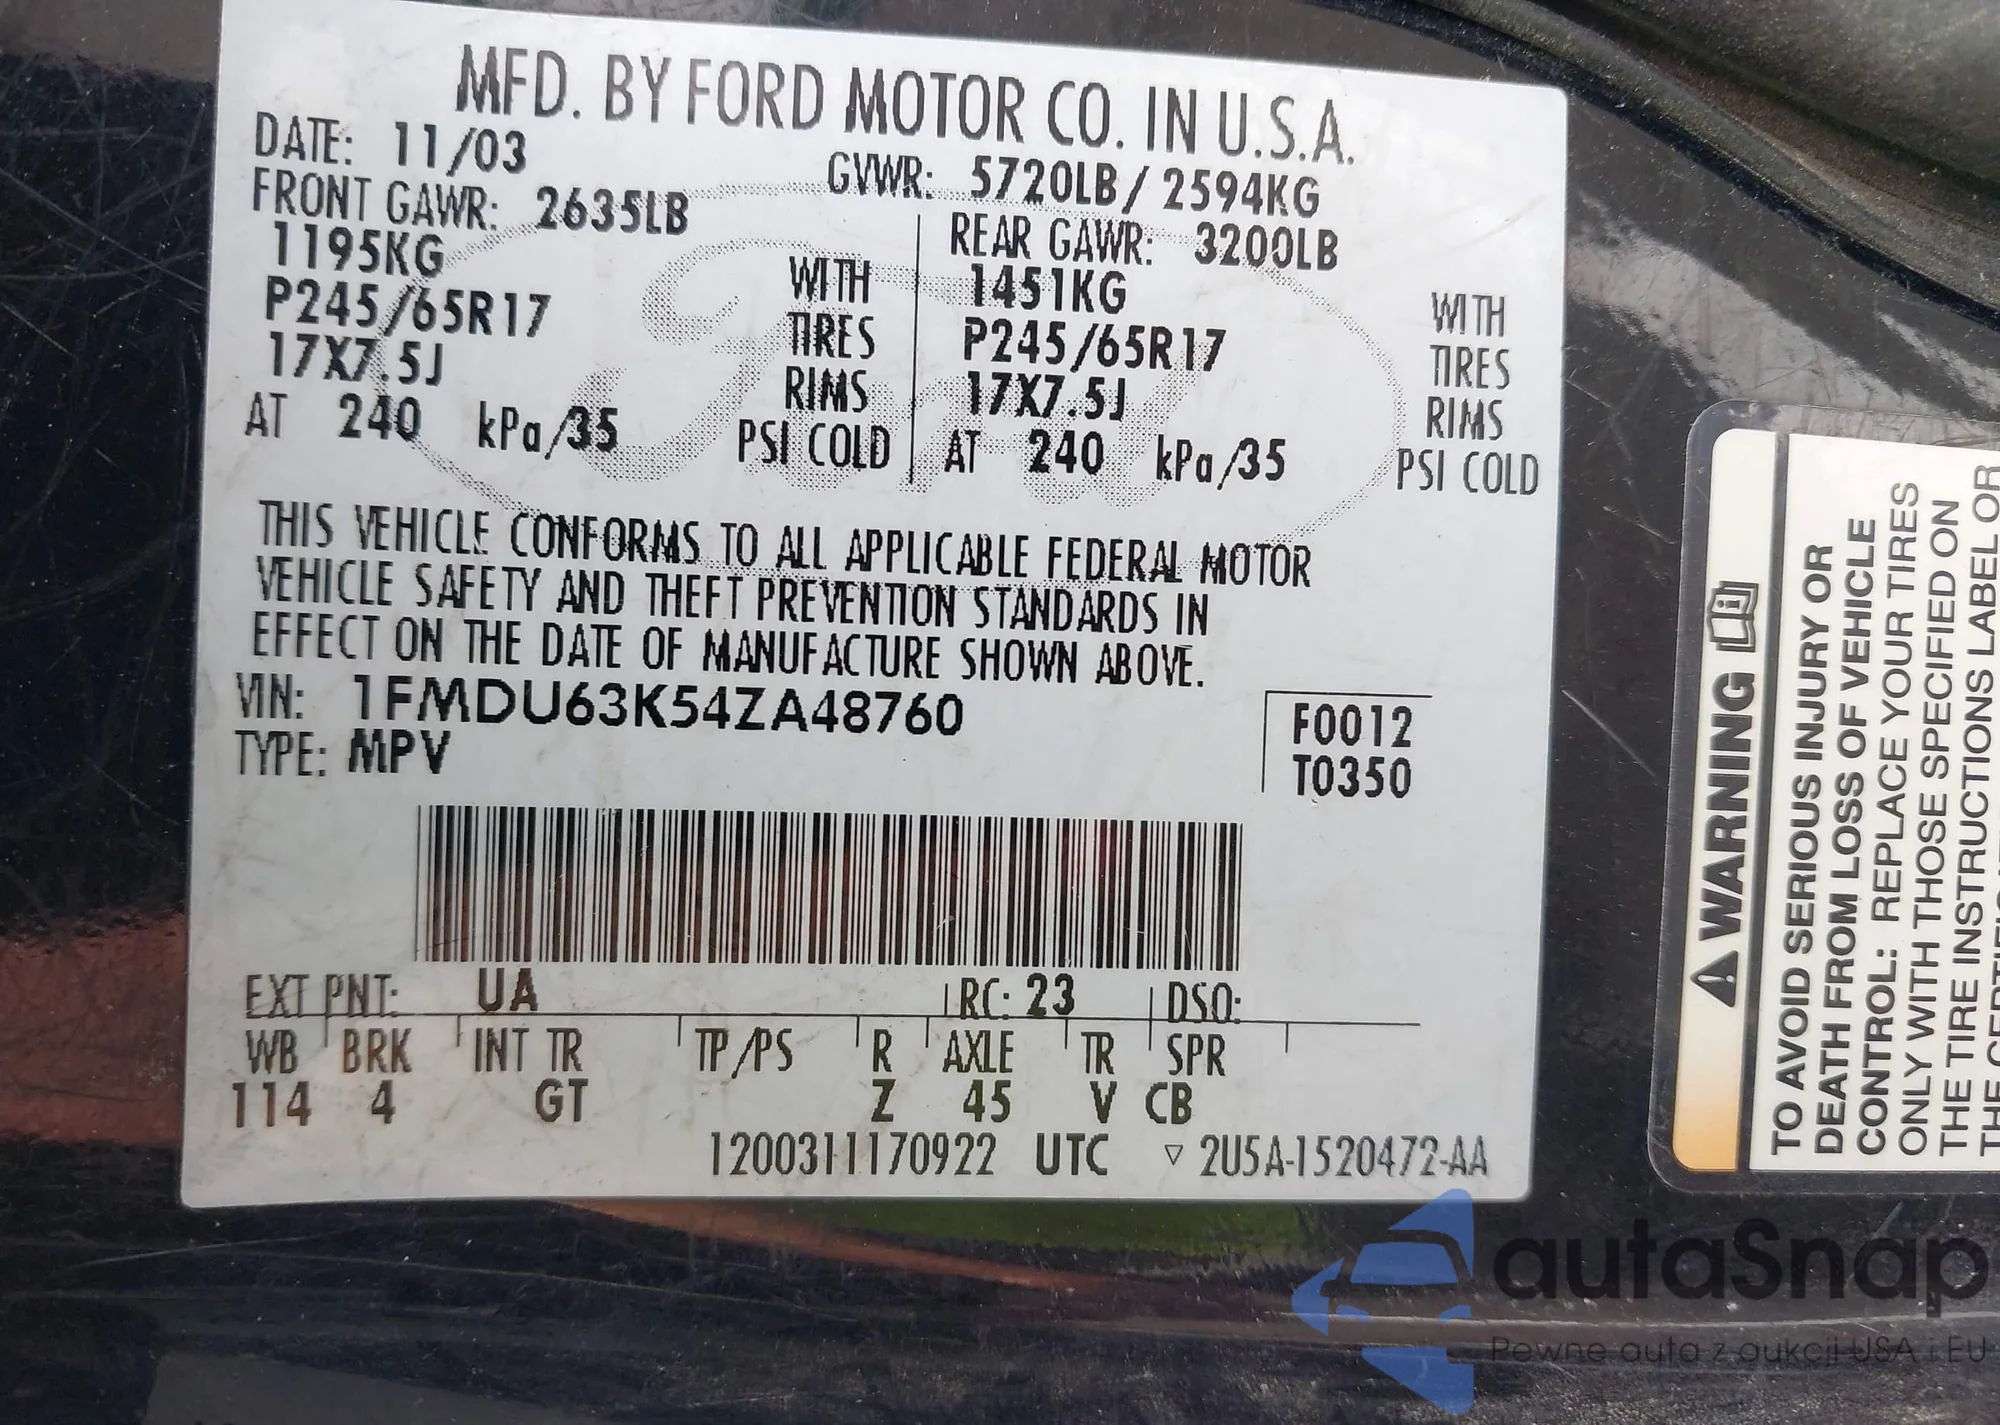 MFD. BY FORD MOTOR CO. IN U.S.A.
DATE: 11/03 GVWR: 5720LB / 2594KG
FRONT GAWR: 2635LB REAR GAWR: 3200LB
1195KG WITH 1451KG WITH
P245/65R17 TIRES P245/65R17 TIRES
17X7.5J RIMS 17X7.5J RIMS
AT 240 kPa/35 PSI COLD AT 240 kPa/35 PSI COLD
THIS VEHICLE CONFORMS TO ALL APPLICABLE FEDERAL MOTOR
VEHICLE SAFETY AND THEFT PREVENTION STANDARDS IN
EFFECT ON THE DATE OF MANUFACTURE SHOWN ABOVE.
VIN: 1FMDU63K54ZA48760 F0012
TYPE: MPV T0350
EXT PNT: UA RC: 23 DSO:
WB BRK INT TR TP/PS R AXLE TR SPR
114 4 GT Z 45 V CB
1200311170922 UTC ▽ 2U5A-1520472-AA
Ford
WARNING
TO AVOID SERIOUS INJURY OR
DEATH FROM LOSS OF VEHICLE
CONTROL: REPLACE YOUR TIRES
ONLY WITH THOSE SPECIFIED ON
THE TIRE INSTRUCTIONS LABEL OR
autaSnap
Pewne auta z aukcji USA i EU